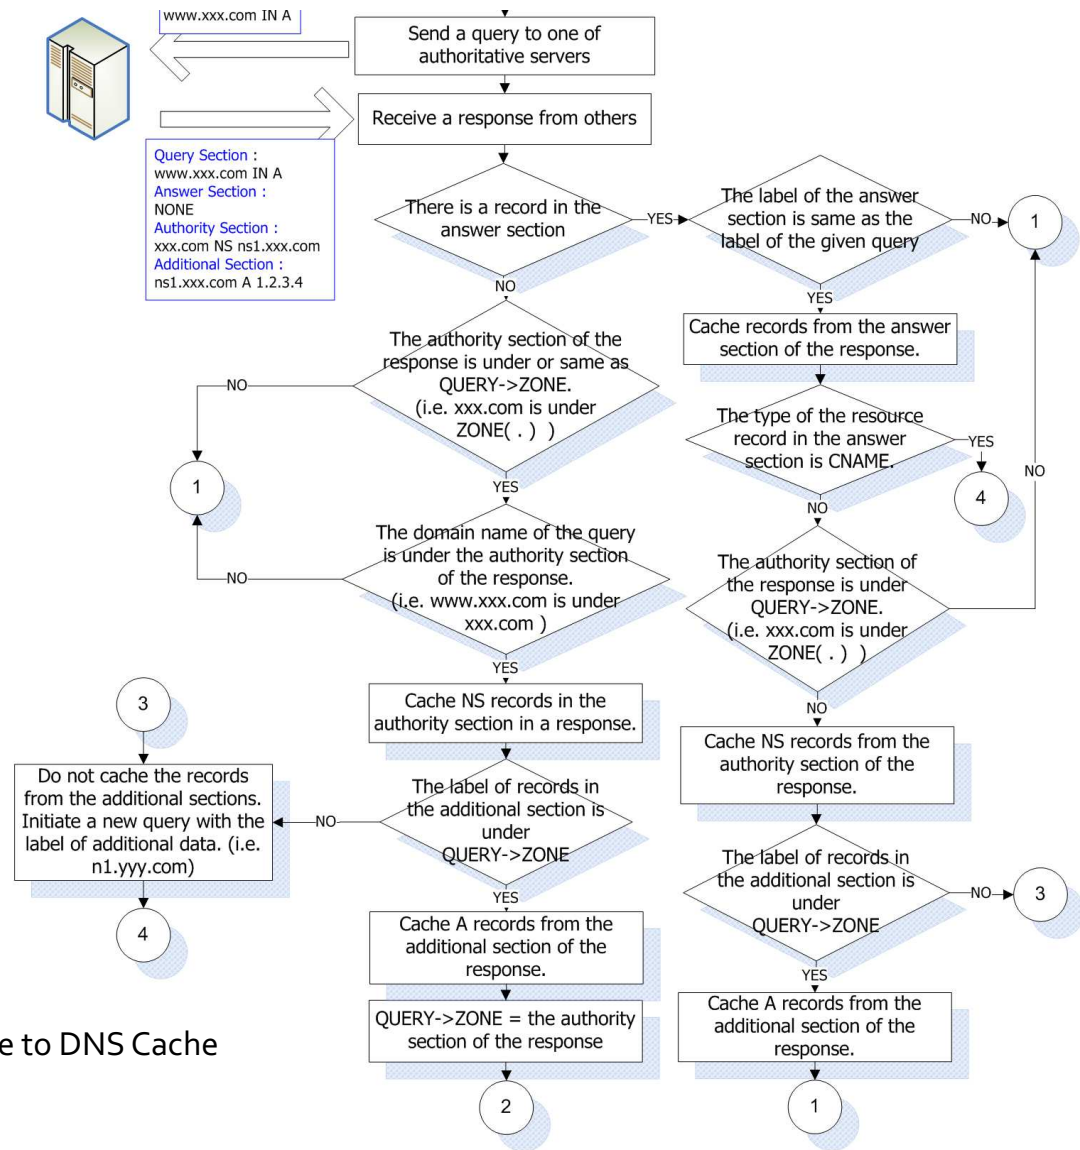 www.xxx.com IN A
Send a query to one of
authoritative servers
Receive a response from others
Query Section :
www.xxx.com IN A
Answer Section :
NONE
Authority Section :
xxx.com NS ns1.xxx.com
Additional Section :
ns1.xxx.com A 1.2.3.4
There is a record in the
answer section
YES
The label of the answer
section is same as the
label of the given query
NO
1
NO
YES
The authority section of the
response is under or same as
QUERY->ZONE.
(i.e. xxx.com is under
ZONE( . ) )
NO
Cache records from the answer
section of the response.
The type of the resource
record in the answer
section is CNAME.
YES
4
NO
1
YES
NO
The domain name of the query
is under the authority section
of the response.
(i.e. www.xxx.com is under
xxx.com )
NO
The authority section of
the response is under
QUERY->ZONE.
(i.e. xxx.com is under
ZONE( . ) )
YES
NO
3
Cache NS records in the
authority section in a response.
Cache NS records from the
authority section of the
response.
Do not cache the records
from the additional sections.
Initiate a new query with the
label of additional data. (i.e.
n1.yyy.com)
NO
The label of records in
the additional section is
under
QUERY->ZONE
The label of records in
the additional section is
under
QUERY->ZONE
NO
3
YES
4
Cache A records from the
additional section of the
response.
YES
QUERY->ZONE = the authority
section of the response
Cache A records from the
additional section of the
response.
e to DNS Cache
2
1